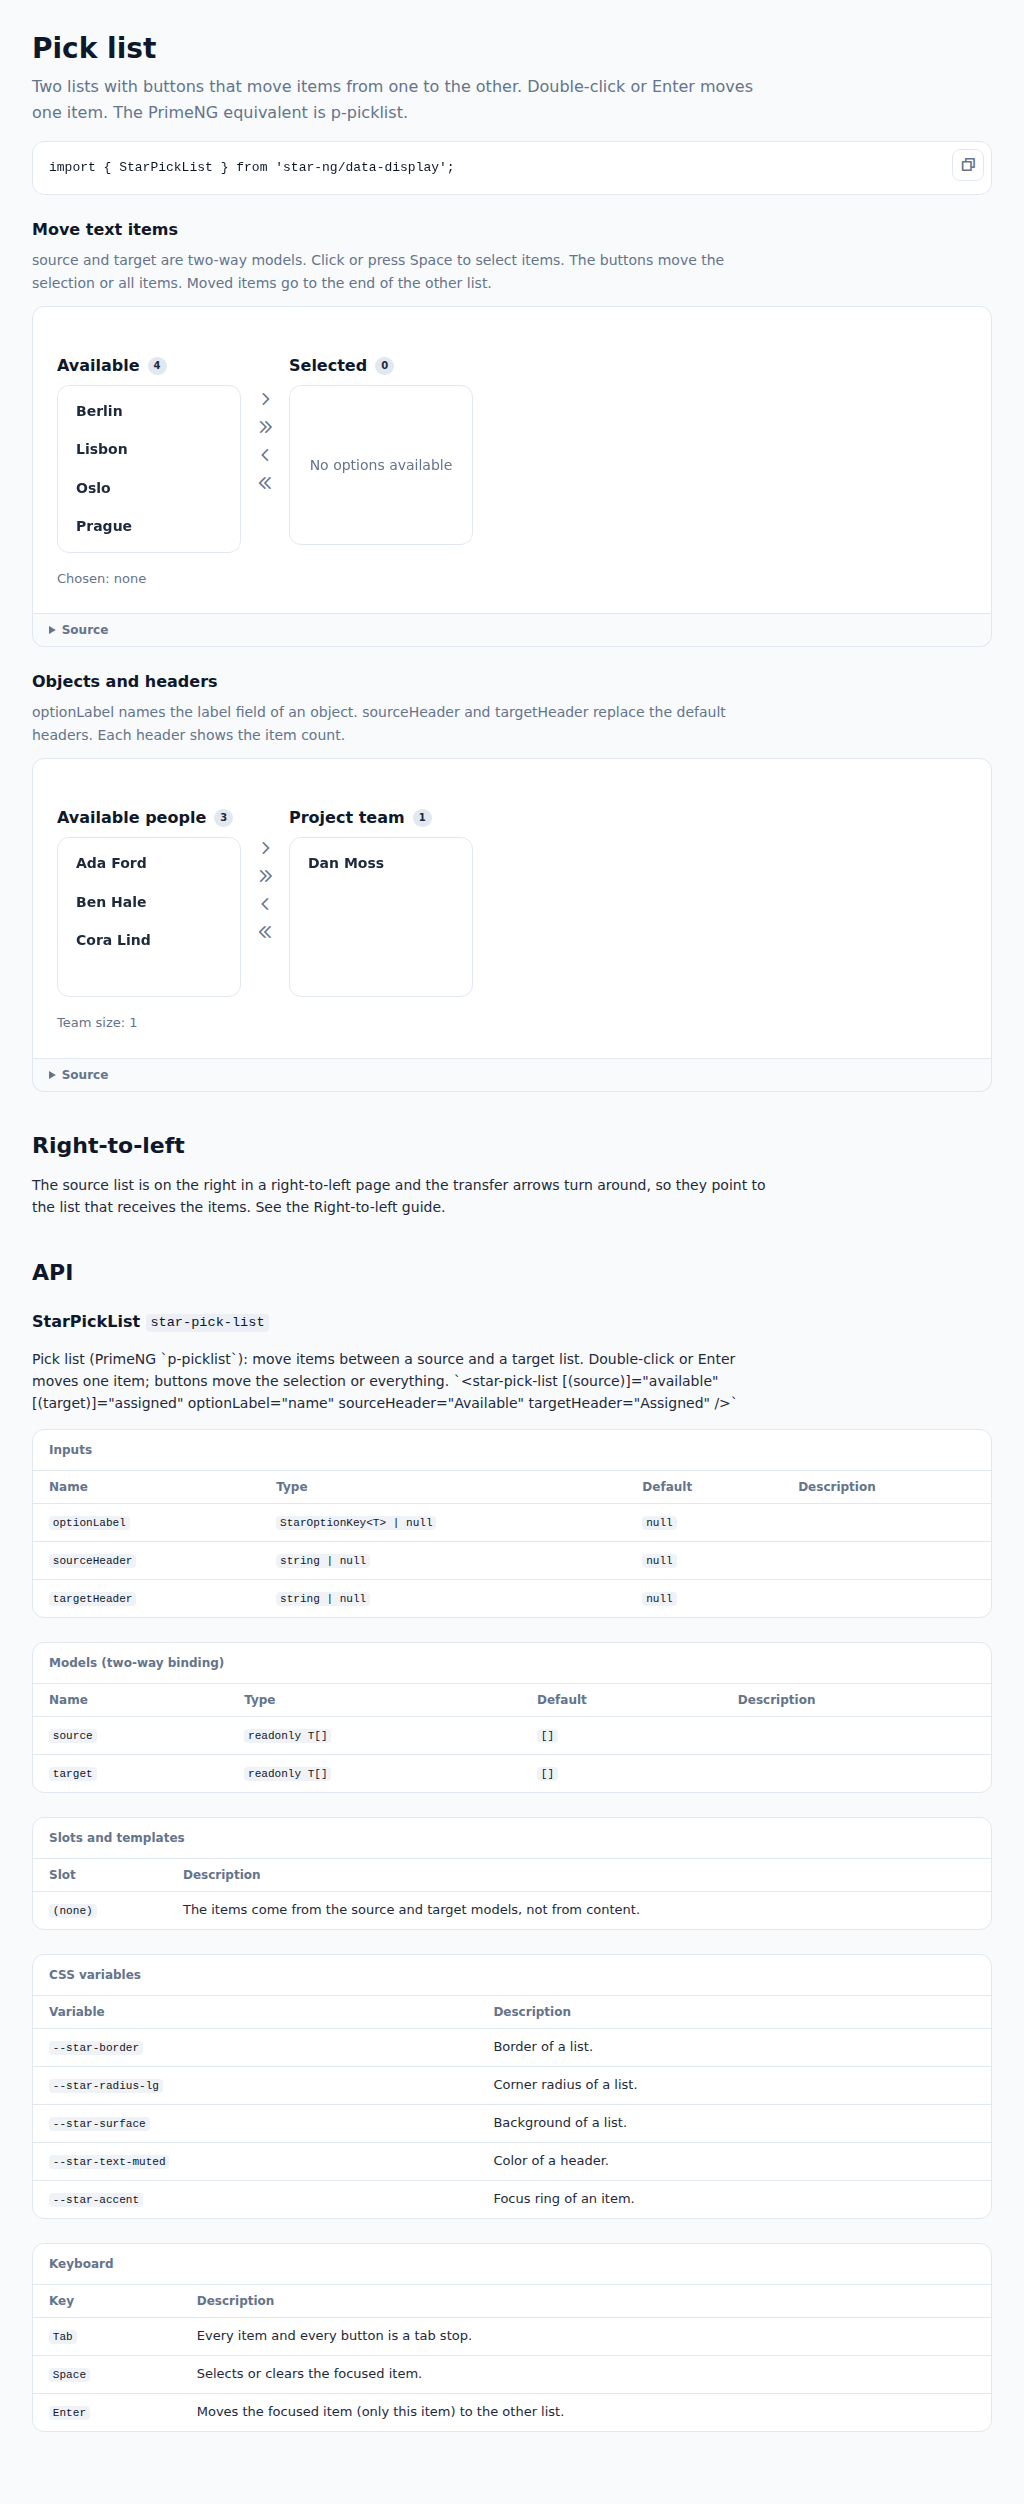 Pick list
Two lists with buttons that move items from one to the other. Double-click or Enter moves
one item. The PrimeNG equivalent is p-picklist.
import { StarPickList } from 'star-ng/data-display';
Move text items
source and target are two-way models. Click or press Space to select items. The buttons move the
selection or all items. Moved items go to the end of the other list.
Available 4
Berlin
Lisbon
Oslo
Prague
Selected 0
No options available
Chosen: none
Source
Objects and headers
optionLabel names the label field of an object. sourceHeader and targetHeader replace the default
headers. Each header shows the item count.
Available people 3
Ada Ford
Ben Hale
Cora Lind
Project team 1
Dan Moss
Team size: 1
Source
Right-to-left
The source list is on the right in a right-to-left page and the transfer arrows turn around, so they point to
the list that receives the items. See the Right-to-left guide.
API
StarPickList star-pick-list
Pick list (PrimeNG `p-picklist`): move items between a source and a target list. Double-click or Enter
moves one item; buttons move the selection or everything. `<star-pick-list [(source)]="available"
[(target)]="assigned" optionLabel="name" sourceHeader="Available" targetHeader="Assigned" />`
Inputs
Name Type Default Description
optionLabel StarOptionKey<T> | null null
sourceHeader string | null null
targetHeader string | null null
Models (two-way binding)
Name Type Default Description
source readonly T[] []
target readonly T[] []
Slots and templates
Slot Description
(none) The items come from the source and target models, not from content.
CSS variables
Variable Description
--star-border Border of a list.
--star-radius-lg Corner radius of a list.
--star-surface Background of a list.
--star-text-muted Color of a header.
--star-accent Focus ring of an item.
Keyboard
Key Description
Tab Every item and every button is a tab stop.
Space Selects or clears the focused item.
Enter Moves the focused item (only this item) to the other list.